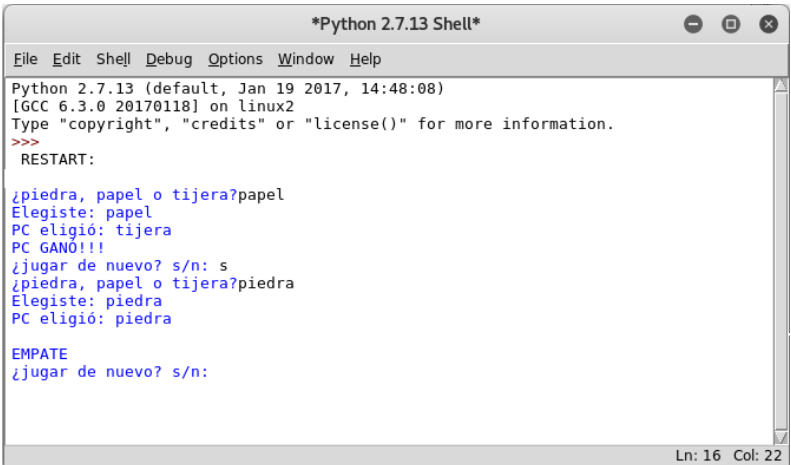 *Python 2.7.13 Shell*
File Edit Shell Debug Options Window Help
Python 2.7.13 (default, Jan 19 2017, 14:48:08)
[GCC 6.3.0 20170118] on linux2
Type "copyright", "credits" or "license()" for more information.
>>>
RESTART:
¿piedra, papel o tijera?papel
Elegiste: papel
PC eligió: tijera
PC GANÓ!!!
¿jugar de nuevo? s/n: s
¿piedra, papel o tijera?piedra
Elegiste: piedra
PC eligió: piedra
EMPATE
¿jugar de nuevo? s/n:
Ln: 16 Col: 22